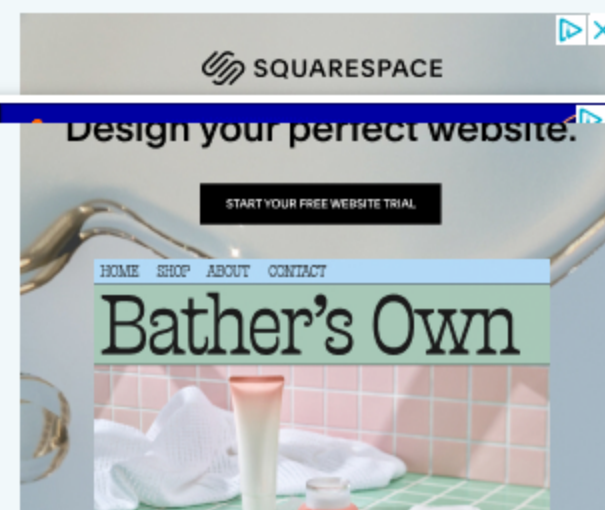 SQUARESPACE
Design your perfect website.
START YOUR FREE WEBSITE TRIAL
HOME SHOP ABOUT CONTACT
Bather's Own